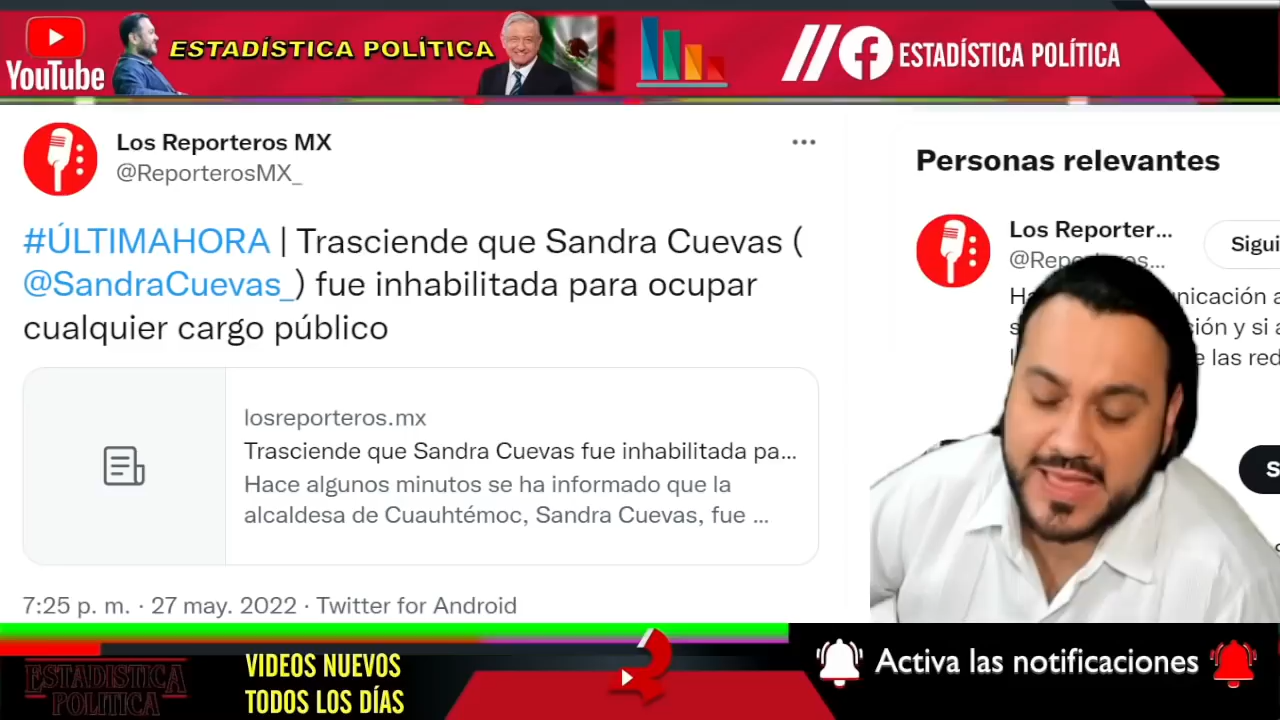 YouTube
ESTADÍSTICA POLÍTICA
ESTADÍSTICA POLÍTICA
Los Reporteros MX
@ReporterosMX_
#ÚLTIMAHORA | Trasciende que Sandra Cuevas (
@SandraCuevas_) fue inhabilitada para ocupar
cualquier cargo público
losreporteros.mx
Trasciende que Sandra Cuevas fue inhabilitada pa...
Hace algunos minutos se ha informado que la
alcaldesa de Cuauhtémoc, Sandra Cuevas, fue ...
7:25 p. m. · 27 may. 2022 · Twitter for Android
Personas relevantes
Los Reporter...
Sigui
ESTADISTICA
POLITICA
VIDEOS NUEVOS
TODOS LOS DÍAS
Activa las notificaciones